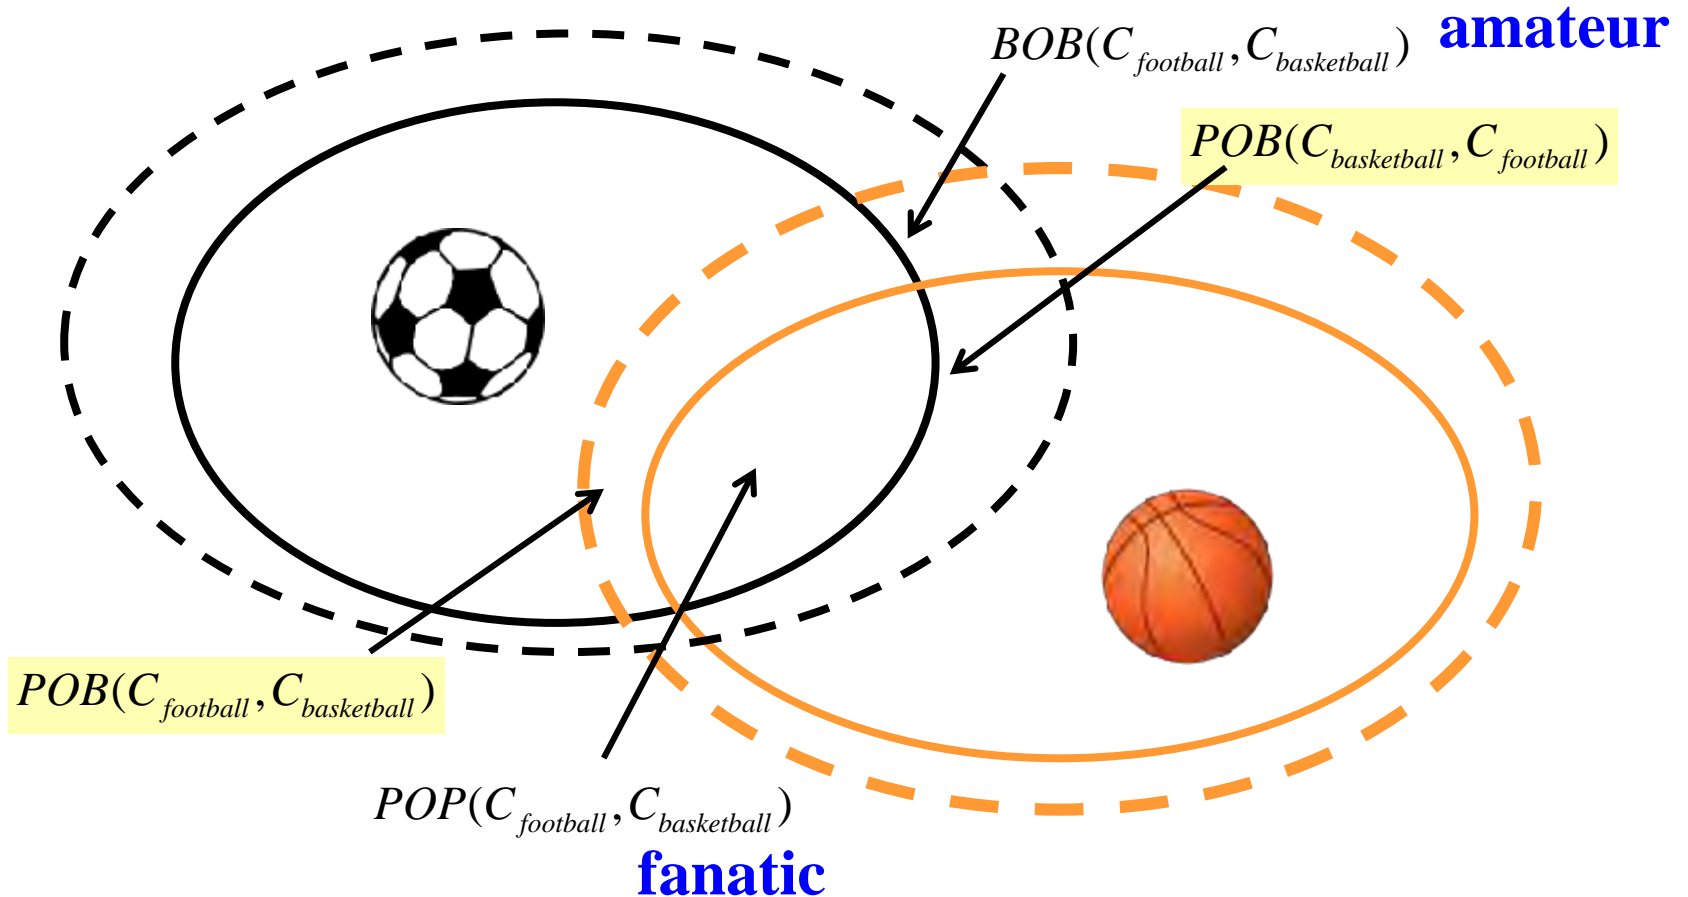 BOB(C_football, C_basketball) amateur
POB(C_basketball, C_football)
POB(C_football, C_basketball)
POP(C_football, C_basketball)
fanatic